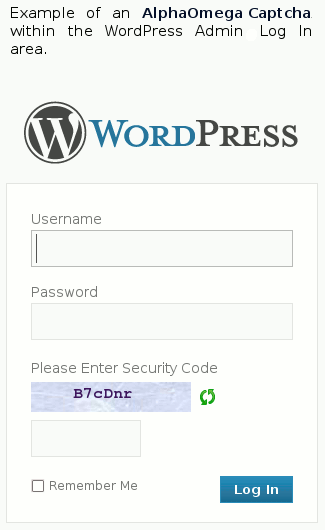 Example of an AlphaOmega Captcha
within the WordPress Admin Log In
area.
WORDPRESS
Username
Password
Please Enter Security Code
B7cDnr
Remember Me
Log In